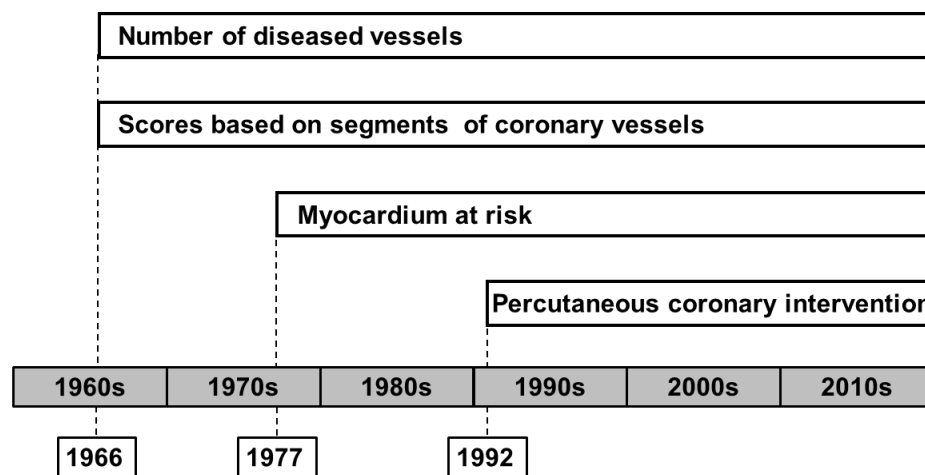 Number of diseased vessels
Scores based on segments of coronary vessels
Myocardium at risk
Percutaneous coronary intervention
1960s 1970s 1980s 1990s 2000s 2010s
1966 1977 1992